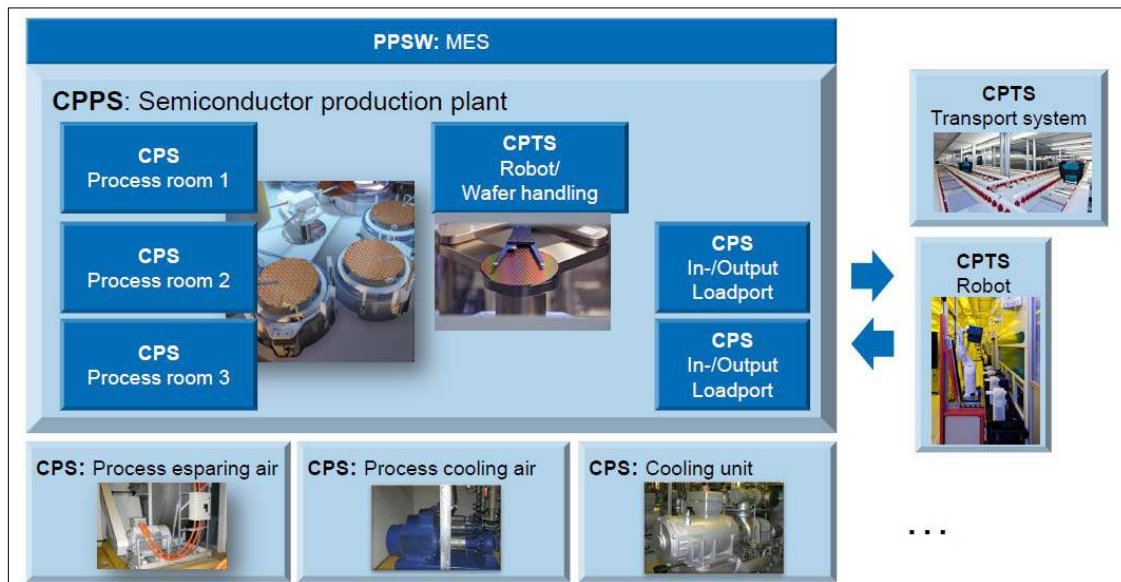 PPSW: MES
CPPS: Semiconductor production plant
CPS
Process room 1
CPS
Process room 2
CPS
Process room 3
CPTS
Robot/
Wafer handling
CPS
In-/Output
Loadport
CPS
In-/Output
Loadport
CPTS
Transport system
CPTS
Robot
CPS: Process esparing air
CPS: Process cooling air
CPS: Cooling unit
...